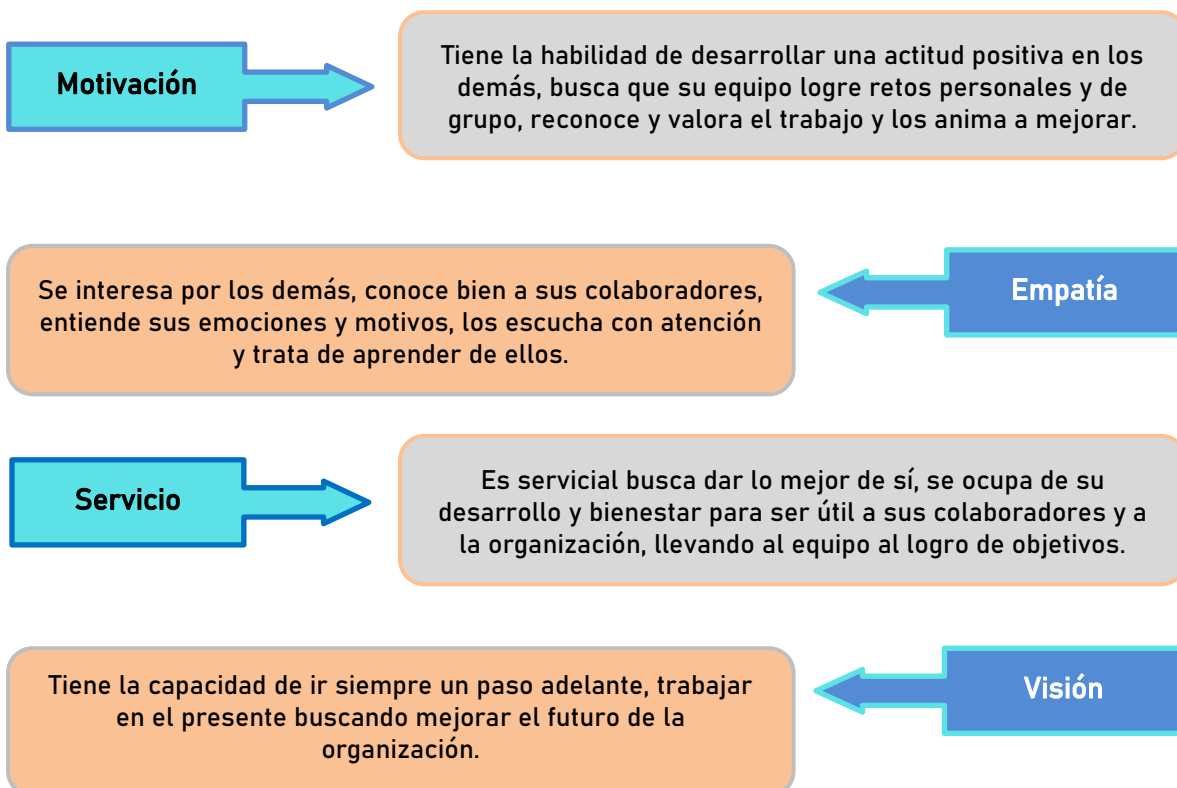 Motivación
Tiene la habilidad de desarrollar una actitud positiva en los
demás, busca que su equipo logre retos personales y de
grupo, reconoce y valora el trabajo y los anima a mejorar.
Empatía
Se interesa por los demás, conoce bien a sus colaboradores,
entiende sus emociones y motivos, los escucha con atención
y trata de aprender de ellos.
Servicio
Es servicial busca dar lo mejor de sí, se ocupa de su
desarrollo y bienestar para ser útil a sus colaboradores y a
la organización, llevando al equipo al logro de objetivos.
Visión
Tiene la capacidad de ir siempre un paso adelante, trabajar
en el presente buscando mejorar el futuro de la
organización.